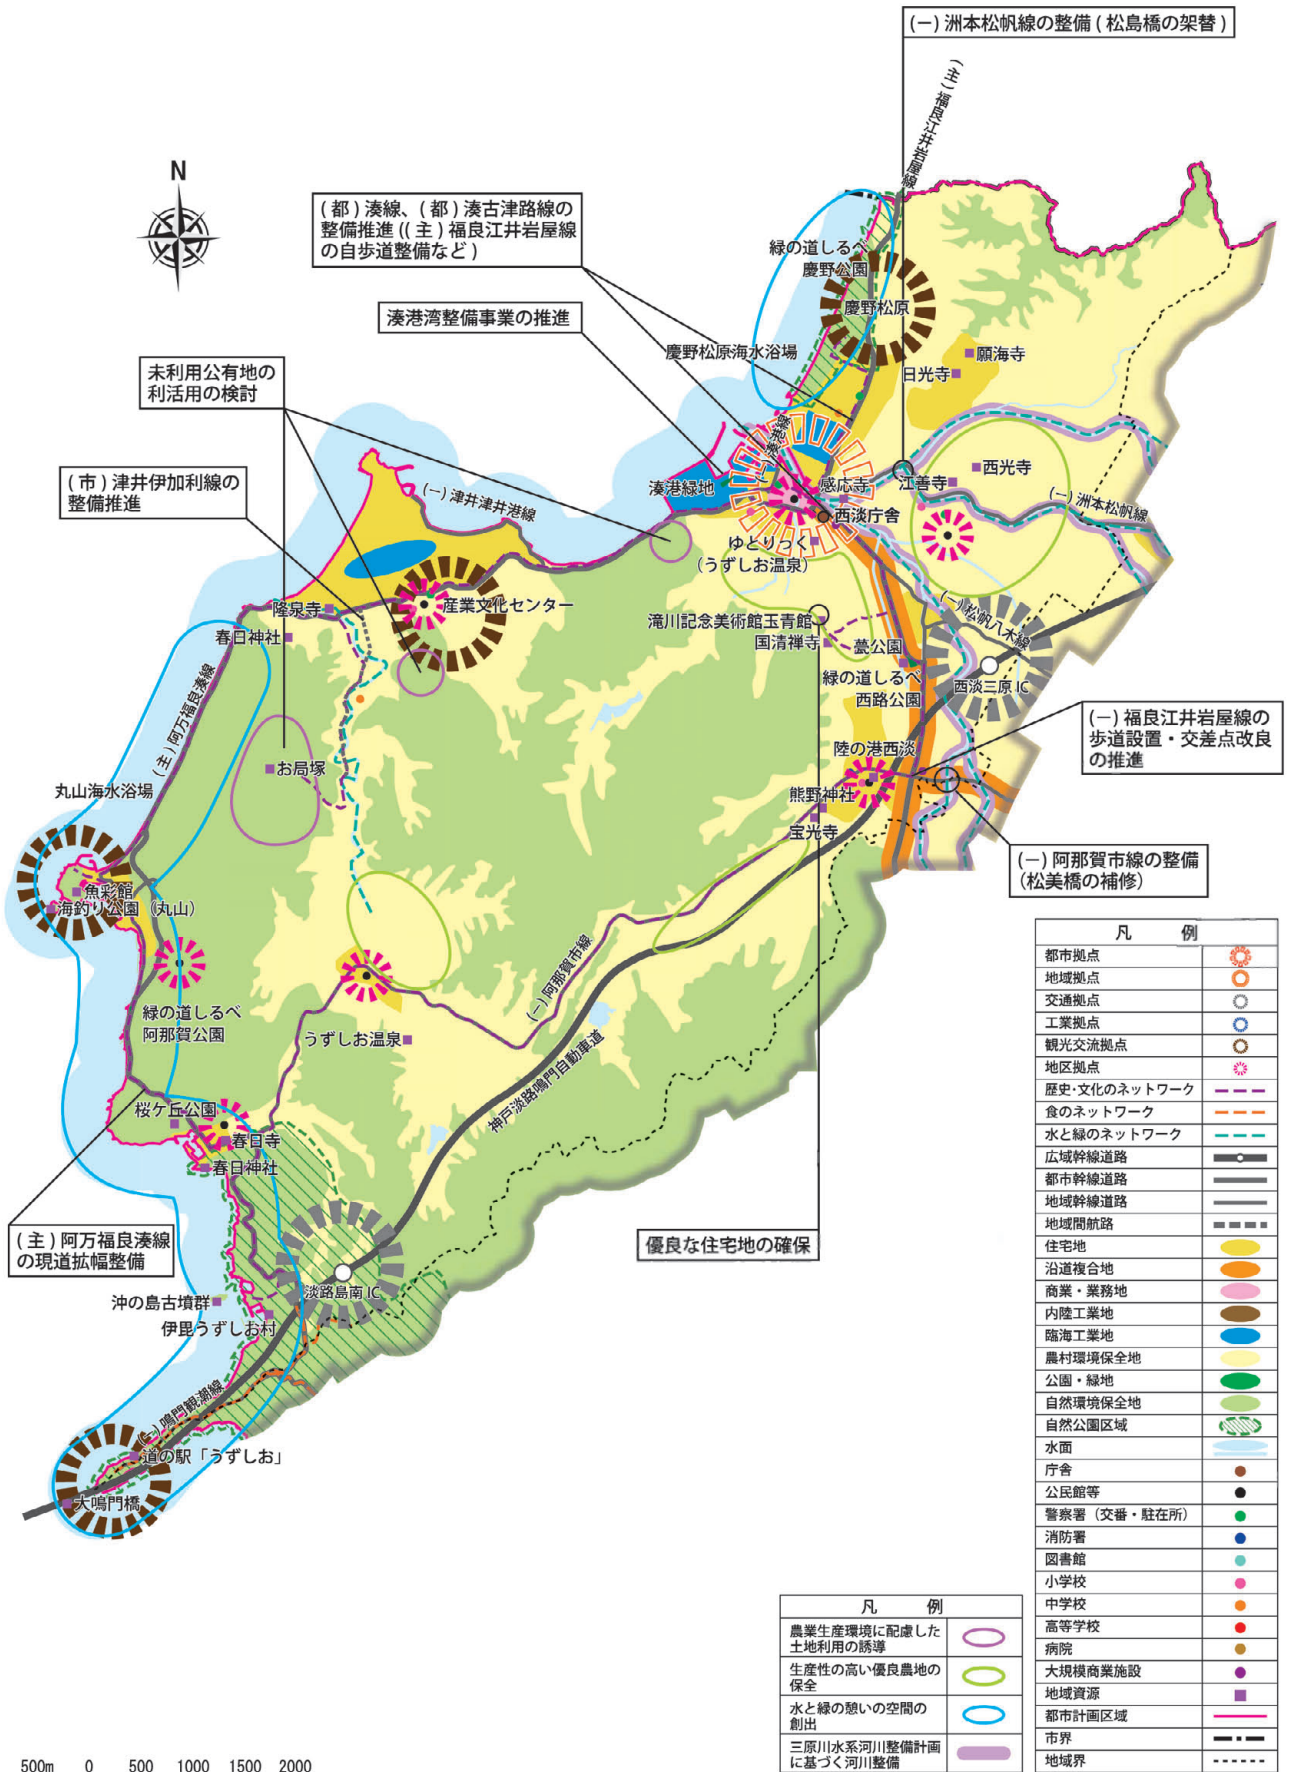 (一) 洲本松帆線の整備 ( 松島橋の架替 )
(主) 福良江井岩屋線
N
( 都 ) 湊線、( 都 ) 湊古津路線の
整備推進 (( 主 ) 福良江井岩屋線
の自歩道整備など )
湊港湾整備事業の推進
未利用公有地の
利活用の検討
( 市 ) 津井伊加利線の
整備推進
緑の道しるべ
慶野公園
慶野松原
慶野松原海水浴場
願海寺
日光寺
(一) 湊港線
西光寺
江善寺
(一) 洲本松帆線
湊港緑地
感応寺
西淡庁舎
ゆとりっく
(うずしお温泉)
(一) 津井津井港線
隆泉寺
産業文化センター
春日神社
滝川記念美術館玉青館
国清禅寺
甍公園
緑の道しるべ
西路公園
(一) 松帆八木線
西淡三原 IC
(一) 福良江井岩屋線の
歩道設置・交差点改良
の推進
(主) 阿万福良湊線
お局塚
陸の港西淡
熊野神社
宝光寺
丸山海水浴場
(一) 阿那賀市線の整備
(松美橋の補修)
魚彩館
海釣り公園 (丸山)
緑の道しるべ
阿那賀公園
うずしお温泉
(一) 阿那賀市線
神戸淡路鳴門自動車道
桜ケ丘公園
春日寺
春日神社
( 主 ) 阿万福良湊線
の現道拡幅整備
優良な住宅地の確保
淡路島南 IC
沖の島古墳群
伊毘うずしお村
(一) 鳴門観潮線
道の駅「うずしお」
大鳴門橋
凡 例
都市拠点
地域拠点
交通拠点
工業拠点
観光交流拠点
地区拠点
歴史・文化のネットワーク
食のネットワーク
水と緑のネットワーク
広域幹線道路
都市幹線道路
地域幹線道路
地域間航路
住宅地
沿道複合地
商業・業務地
内陸工業地
臨海工業地
農村環境保全地
公園・緑地
自然環境保全地
自然公園区域
水面
庁舎
公民館等
警察署（交番・駐在所）
消防署
図書館
小学校
中学校
高等学校
病院
大規模商業施設
地域資源
都市計画区域
市界
地域界
凡 例
農業生産環境に配慮した
土地利用の誘導
生産性の高い優良農地の
保全
水と緑の憩いの空間の
創出
三原川水系河川整備計画
に基づく河川整備
500m 0 500 1000 1500 2000